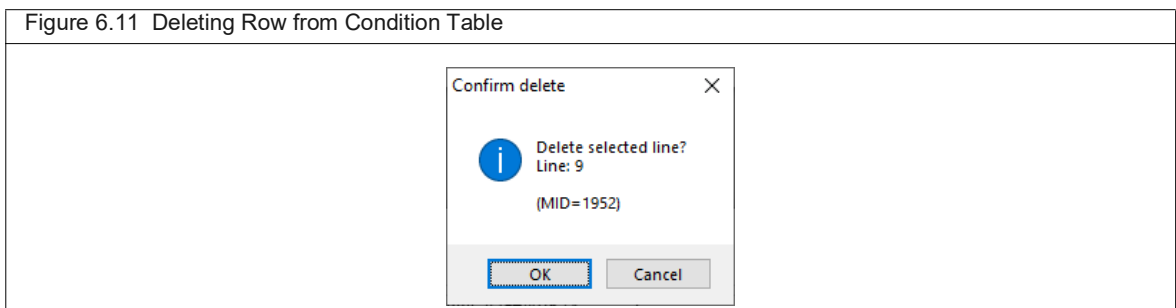 Figure 6.11 Deleting Row from Condition Table
Confirm delete
Delete selected line?
Line: 9
(MID=1952)
OK Cancel